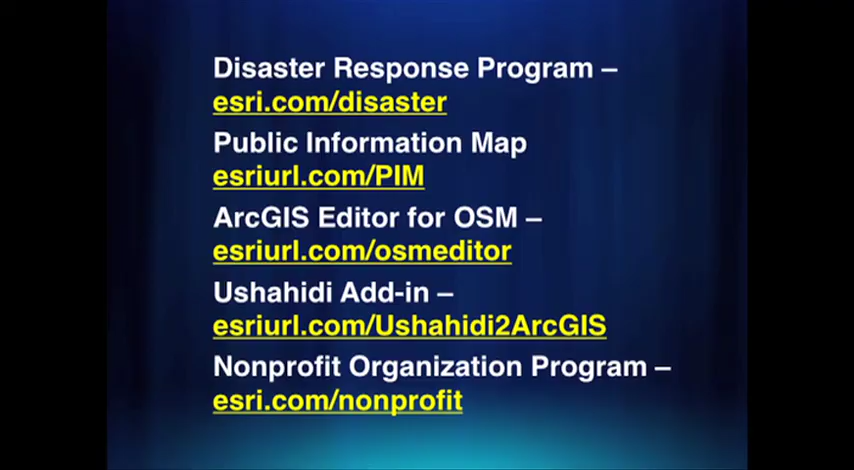 Disaster Response Program –
esri.com/disaster
Public Information Map
esriurl.com/PIM
ArcGIS Editor for OSM –
esriurl.com/osmeditor
Ushahidi Add-in –
esriurl.com/Ushahidi2ArcGIS
Nonprofit Organization Program –
esri.com/nonprofit